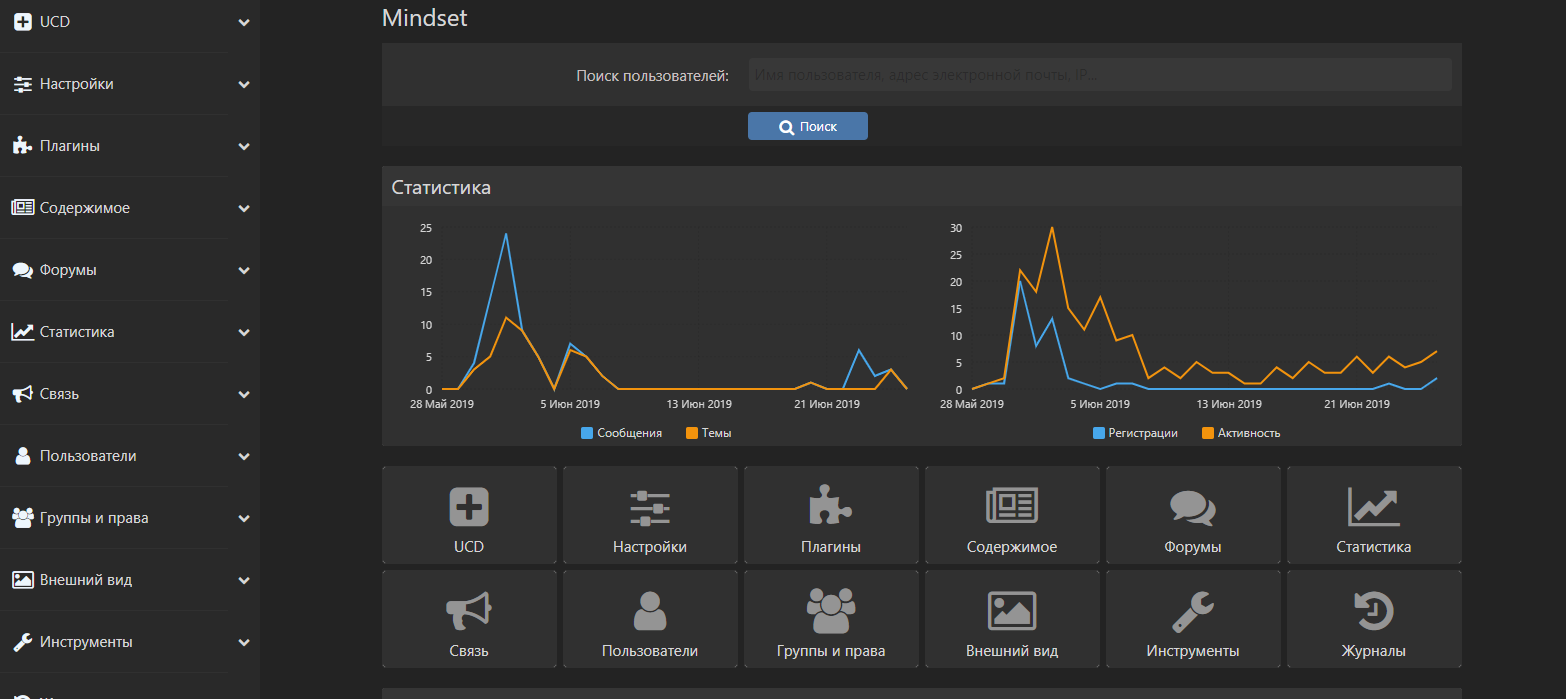 UCD
Настройки
Плагины
Содержимое
Форумы
Статистика
Связь
Пользователи
Группы и права
Внешний вид
Инструменты
Mindset
Поиск пользователей:
Имя пользователя, адрес электронной почты, IP...
Поиск
Статистика
25
20
15
10
5
0
28 Май 2019 5 Июн 2019 13 Июн 2019 21 Июн 2019
Сообщения Темы
30
25
20
15
10
5
0
28 Май 2019 5 Июн 2019 13 Июн 2019 21 Июн 2019
Регистрации Активность
UCD Настройки Плагины Содержимое Форумы Статистика
Связь Пользователи Группы и права Внешний вид Инструменты Журналы